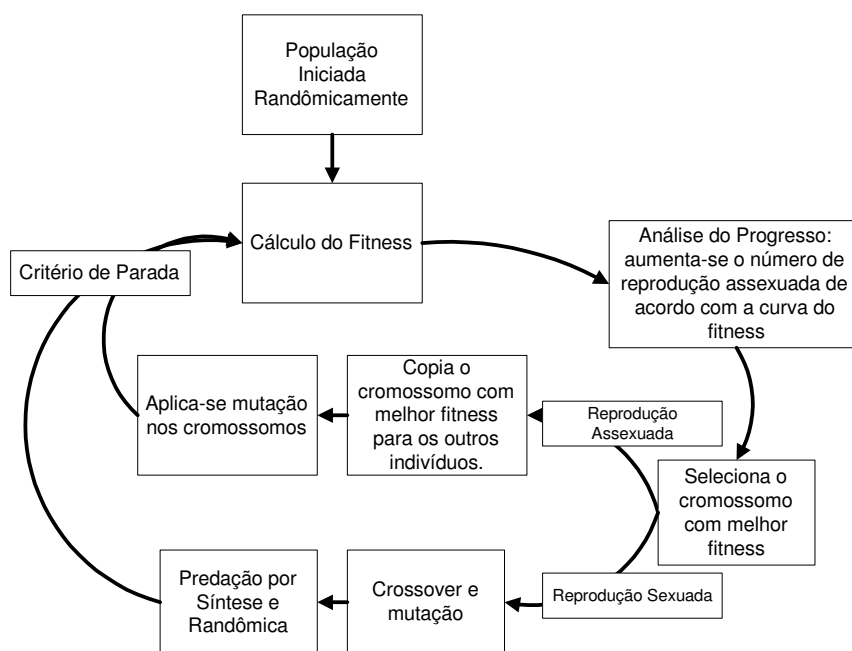 População
Iniciada
Randômicamente
Cálculo do Fitness
Análise do Progresso:
aumenta-se o número de
reprodução assexuada de
acordo com a curva do
fitness
Critério de Parada
Aplica-se mutação
nos cromossomos
Copia o
cromossomo com
melhor fitness
para os outros
indivíduos.
Reprodução
Assexuada
Seleciona o
cromossomo
com melhor
fitness
Predação por
Síntese e
Randômica
Crossover e
mutação
Reprodução Sexuada